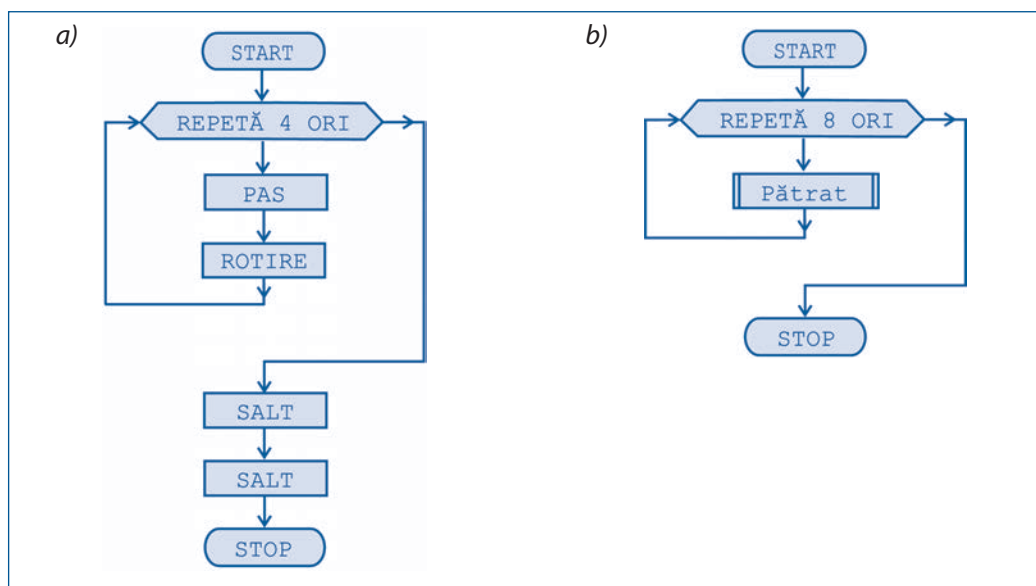 a)
START
REPETĂ 4 ORI
PAS
ROTIRE
SALT
SALT
STOP
b)
START
REPETĂ 8 ORI
Pătrat
STOP